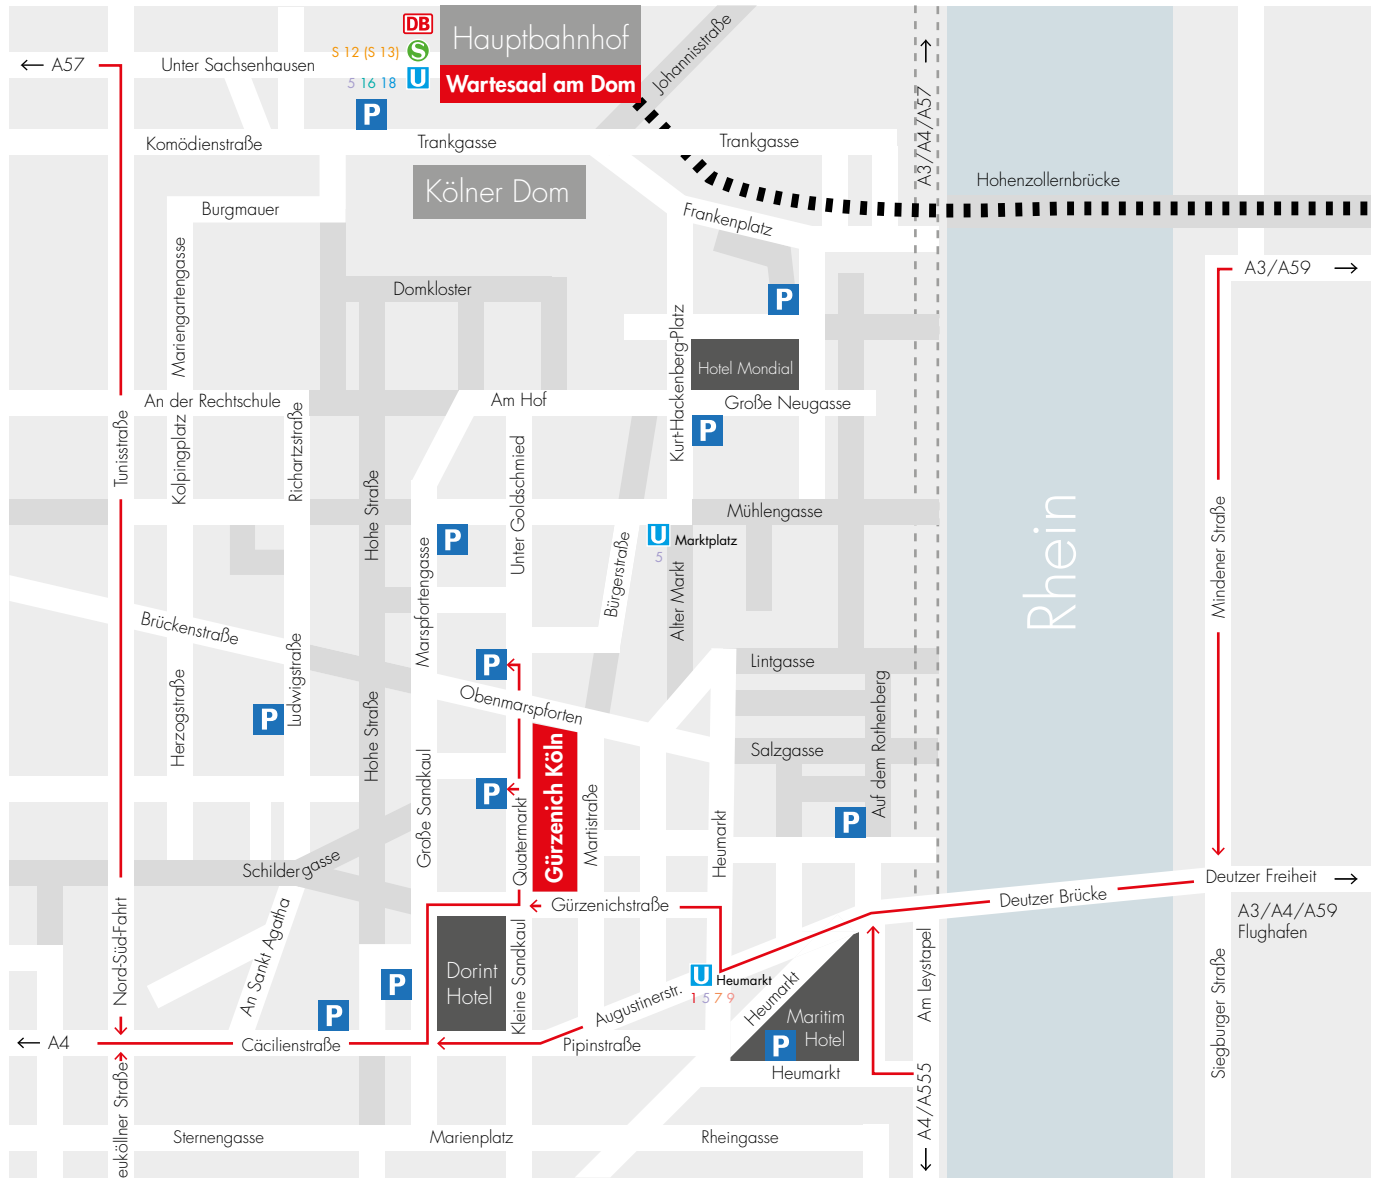 DB
Hauptbahnhof
S 12 (S 13)
S
← A57
Unter Sachsenhausen
5 16 18
U
Wartesaal am Dom
Johannisstraße
P
A3/A4/A57
Komödienstraße
Trankgasse
Trankgasse
Hohenzollernbrücke
Kölner Dom
Burgmauer
Frankenplatz
Mariengartengasse
A3/A59 →
Domkloster
P
Kurt-Hackenberg-Platz
Hotel Mondial
An der Rechtschule
Am Hof
Große Neugasse
Tunisstraße
Kolpingplatz
Richartzstraße
P
Hohe Straße
Unter Goldschmied
Mühlengasse
Rhein
Mindener Straße
P
U
Marktplatz
5
Marspfortengasse
Bürgerstraße
Alter Markt
Brückenstraße
Ludwigstraße
P
Lintgasse
Herzogstraße
P
Hohe Straße
Obenmarspforten
Auf dem Rothenberg
Salzgasse
Gürzenich Köln
P
Große Sandkaul
Quatermarkt
Martistraße
Heumarkt
P
Schildergasse
Deutzer Freiheit →
Nord-Süd-Fahrt
An Sankt Agatha
Gürzenichstraße
Deutzer Brücke
A3/A4/A59
Flughafen
Dorint
Hotel
Kleine Sandkaul
P
U
Heumarkt
1 5 7 9
Heumarkt
Am Leystapel
Siegburger Straße
P
Augustinerstr.
Maritim
Hotel
P
← A4
Cäcilienstraße
Pipinstraße
Heumarkt
A4/A555
euköllner Straße
Sternengasse
Marienplatz
Rheingasse